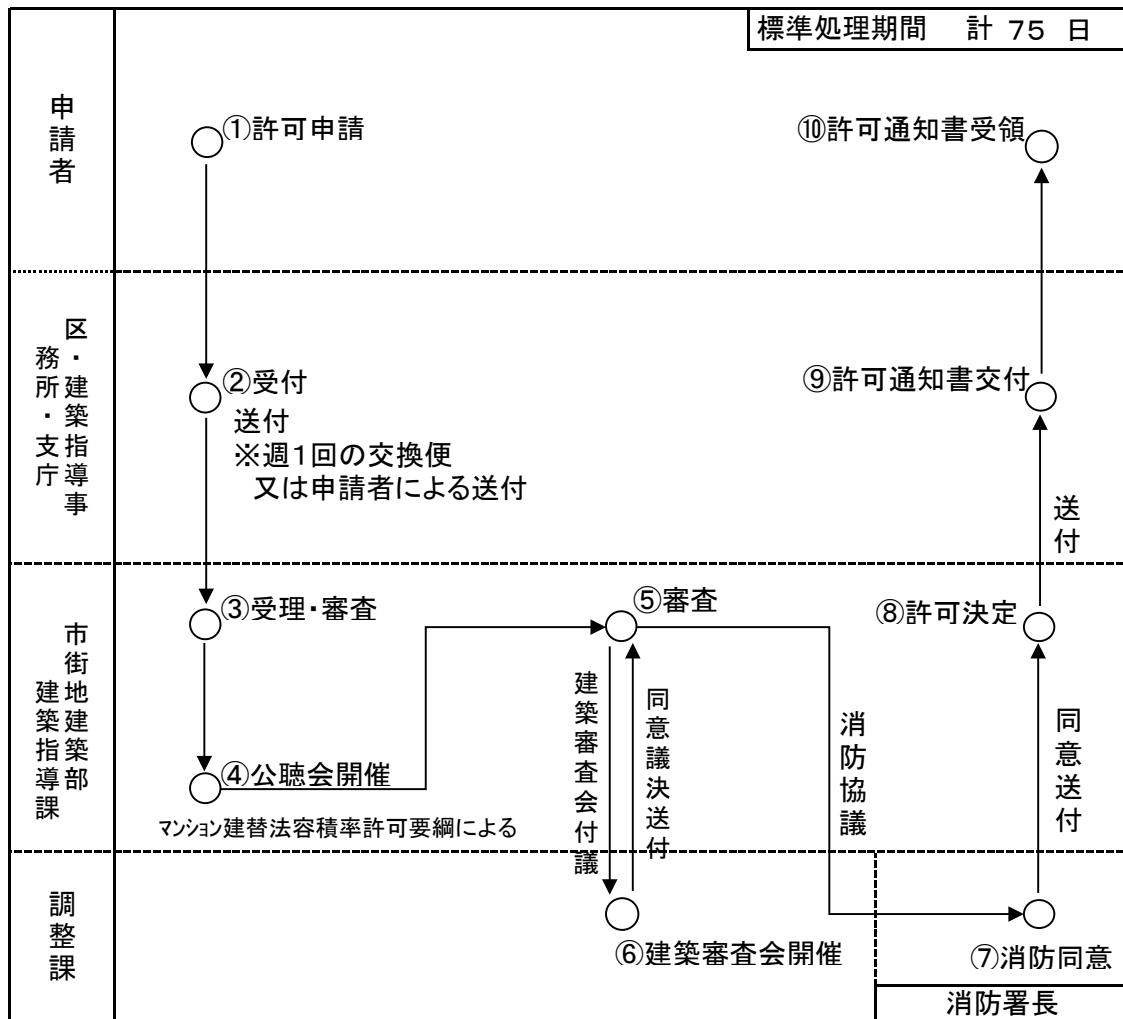 標準処理期間　計 75 日
申請者
①許可申請
⑩許可通知書受領
区・建築指導事
務所・支庁
②受付
送付
※週1回の交換便
又は申請者による送付
⑨許可通知書交付
送付
市街地建築部
建築指導課
③受理・審査
⑤審査
⑧許可決定
④公聴会開催
マンション建替法容積率許可要綱による
建築審査会付議
同意議決送付
消防協議
同意送付
調整課
⑥建築審査会開催
⑦消防同意
消防署長